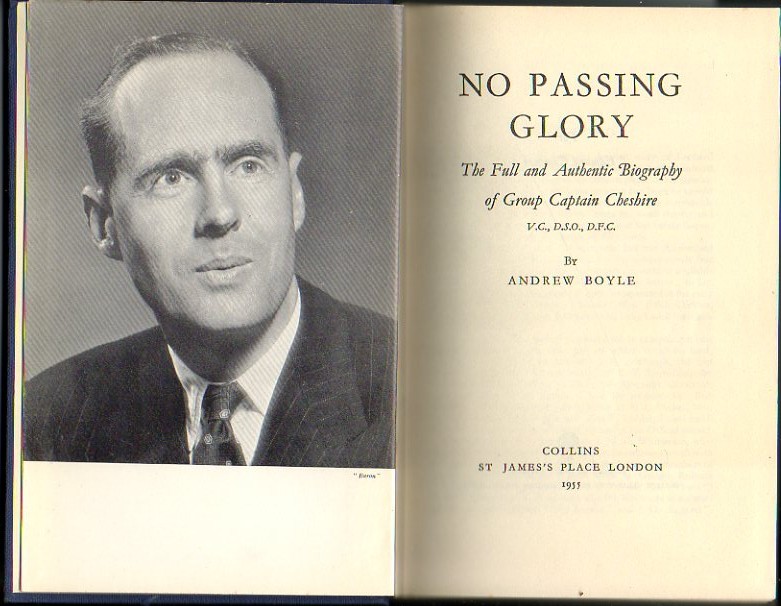 "Baron"
NO PASSING
GLORY
The Full and Authentic Biography
of Group Captain Cheshire
V.C., D.S.O., D.F.C.
By
ANDREW BOYLE
COLLINS
ST JAMES'S PLACE LONDON
1955